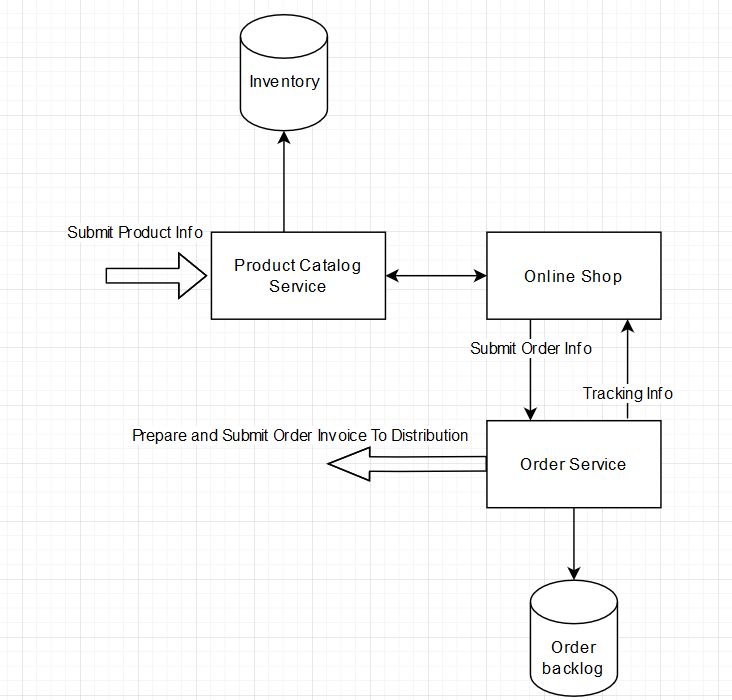 Inventory
Submit Product Info
Product Catalog
Service
Online Shop
Submit Order Info
Tracking Info
Prepare and Submit Order Invoice To Distribution
Order Service
Order
backlog